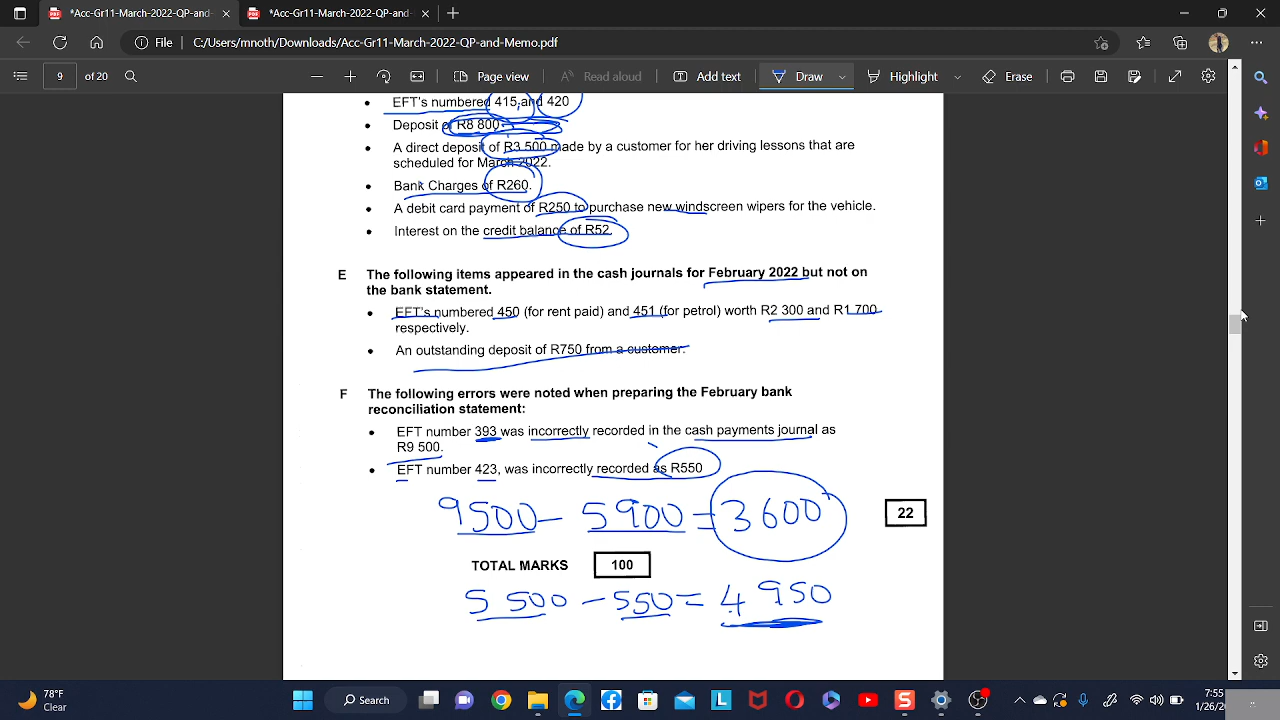 *Acc-Gr11-March-2022-QP-and-
*Acc-Gr11-March-2022-QP-and-
File
C:/Users/mnoth/Downloads/Acc-Gr11-March-2022-QP-and-Memo.pdf
9 of 20
Page view
Read aloud
Add text
Draw
Highlight
Erase
• EFT's numbered 415 and 420
• Deposit of R8 800
• A direct deposit of R3 500 made by a customer for her driving lessons that are
scheduled for March 2022.
• Bank Charges of R260.
• A debit card payment of R250 to purchase new windscreen wipers for the vehicle.
• Interest on the credit balance of R52.
E The following items appeared in the cash journals for February 2022 but not on
the bank statement.
• EFT's numbered 450 (for rent paid) and 451 (for petrol) worth R2 300 and R1 700
respectively.
• An outstanding deposit of R750 from a customer.
F The following errors were noted when preparing the February bank
reconciliation statement:
• EFT number 393 was incorrectly recorded in the cash payments journal as
R9 500.
• EFT number 423, was incorrectly recorded as R550
9500 – 5900 = 3600
22
TOTAL MARKS 100
5 500 – 550 = 4 950
78°F
Clear
Search
7:55
1/26/2